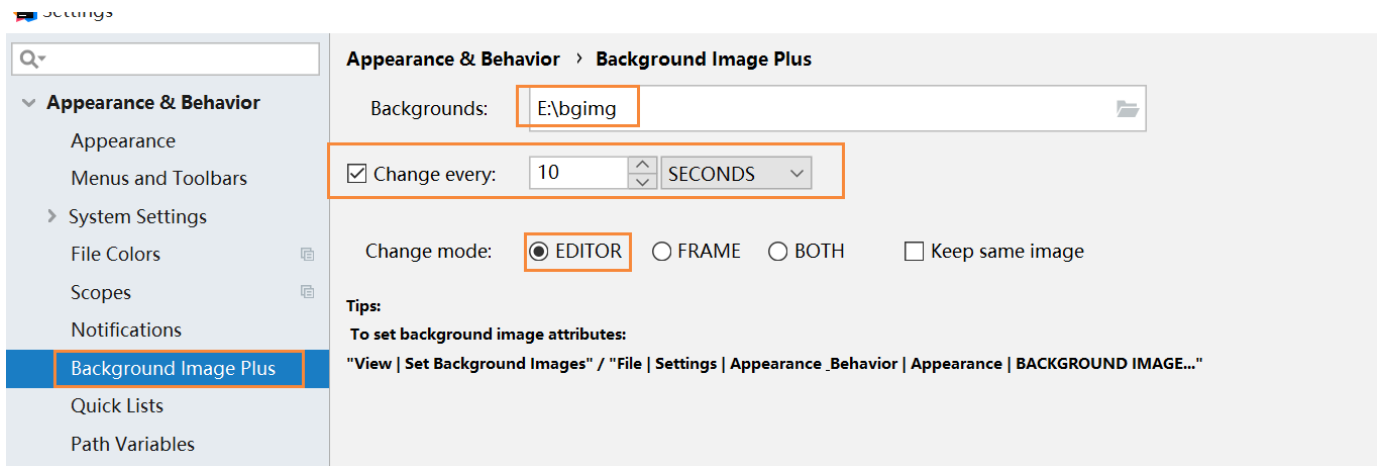 Settings
Appearance & Behavior
Appearance
Menus and Toolbars
System Settings
File Colors
Scopes
Notifications
Background Image Plus
Quick Lists
Path Variables
Appearance & Behavior › Background Image Plus
Backgrounds: E:\bgimg
Change every: 10 SECONDS
Change mode: EDITOR FRAME BOTH Keep same image
Tips:
To set background image attributes:
"View | Set Background Images" / "File | Settings | Appearance_Behavior | Appearance | BACKGROUND IMAGE..."